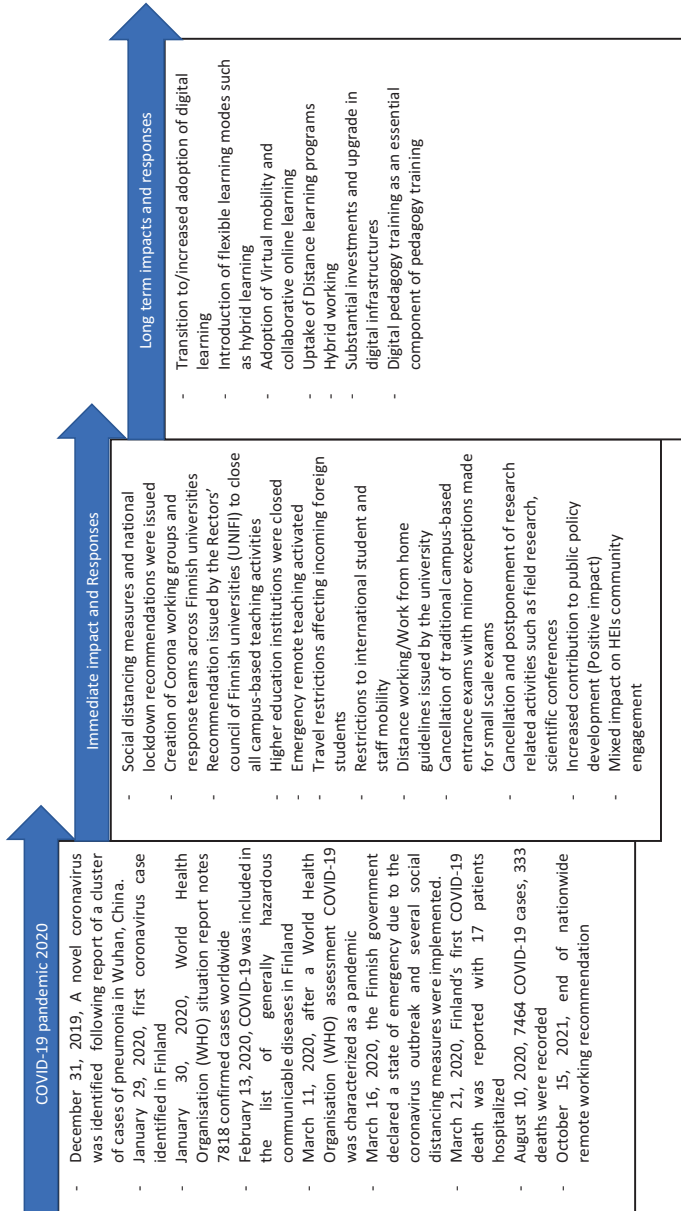 COVID-19 pandemic 2020
- December 31, 2019, A novel coronavirus
was identified following report of a cluster
of cases of pneumonia in Wuhan, China.
- January 29, 2020, first coronavirus case
identified in Finland
- January 30, 2020, World Health
Organisation (WHO) situation report notes
7818 confirmed cases worldwide
- February 13, 2020, COVID-19 was included in
the list of generally hazardous
communicable diseases in Finland
- March 11, 2020, after a World Health
Organisation (WHO) assessment COVID-19
was characterized as a pandemic
- March 16, 2020, the Finnish government
declared a state of emergency due to the
coronavirus outbreak and several social
distancing measures were implemented.
- March 21, 2020, Finland's first COVID-19
death was reported with 17 patients
hospitalized
- August 10, 2020, 7464 COVID-19 cases, 333
deaths were recorded
- October 15, 2021, end of nationwide
remote working recommendation
Immediate impact and Responses
- Social distancing measures and national
lockdown recommendations were issued
- Creation of Corona working groups and
response teams across Finnish universities
- Recommendation issued by the Rectors'
council of Finnish universities (UNIFI) to close
all campus-based teaching activities
- Higher education institutions were closed
- Emergency remote teaching activated
- Travel restrictions affecting incoming foreign
students
- Restrictions to international student and
staff mobility
- Distance working/Work from home
guidelines issued by the university
- Cancellation of traditional campus-based
entrance exams with minor exceptions made
for small scale exams
- Cancellation and postponement of research
related activities such as field research,
scientific conferences
- Increased contribution to public policy
development (Positive impact)
- Mixed impact on HEIs community
engagement
Long term impacts and responses
- Transition to/increased adoption of digital
learning
- Introduction of flexible learning modes such
as hybrid learning
- Adoption of Virtual mobility and
collaborative online learning
- Uptake of Distance learning programs
- Hybrid working
- Substantial investments and upgrade in
digital infrastructures
- Digital pedagogy training as an essential
component of pedagogy training